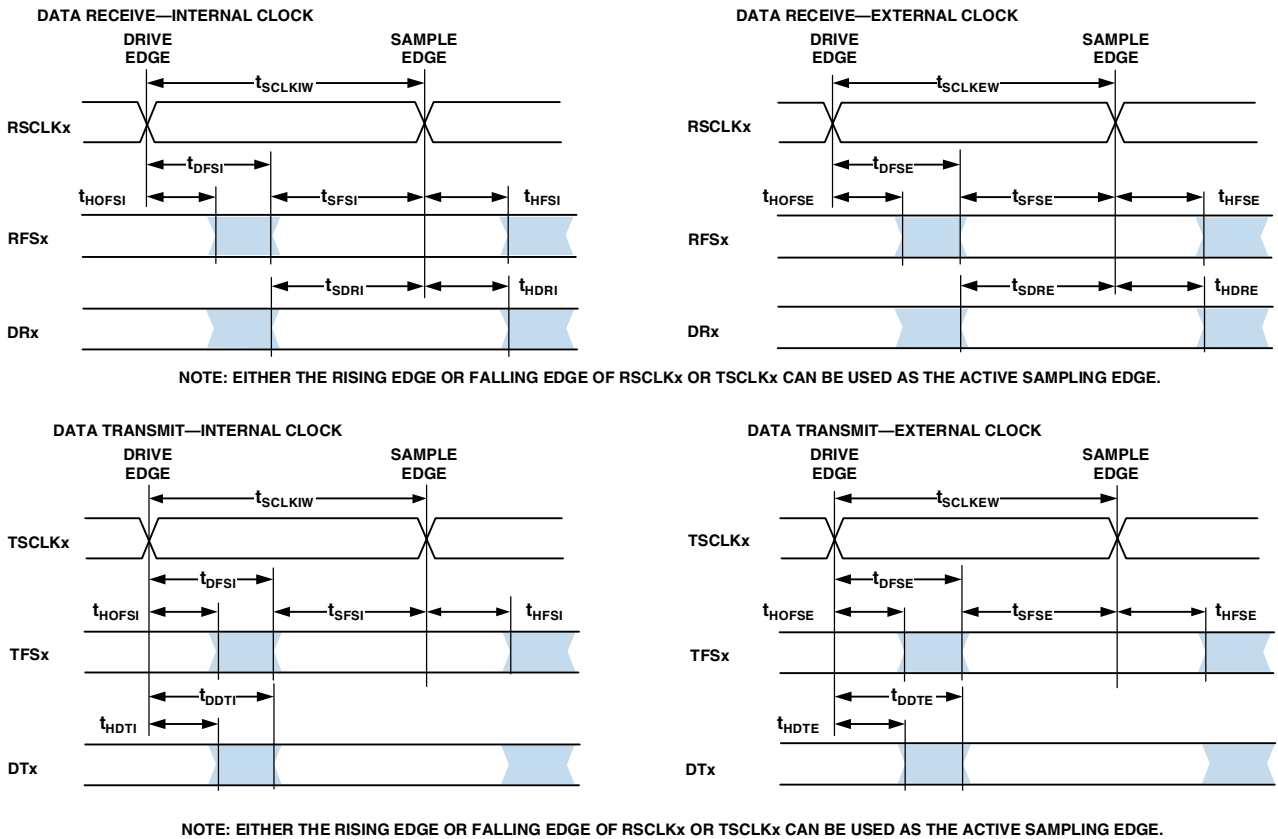 DATA RECEIVE—INTERNAL CLOCK
DRIVE EDGE
SAMPLE EDGE
tSCLKIW
RSCLKx
tDFSI
tHOFSI
tSFSI
tHFSI
RFSx
tSDRI
tHDRI
DRx
DATA RECEIVE—EXTERNAL CLOCK
DRIVE EDGE
SAMPLE EDGE
tSCLKEW
RSCLKx
tDFSE
tHOFSE
tSFSE
tHFSE
RFSx
tSDRE
tHDRE
DRx
NOTE: EITHER THE RISING EDGE OR FALLING EDGE OF RSCLKx OR TSCLKx CAN BE USED AS THE ACTIVE SAMPLING EDGE.
DATA TRANSMIT—INTERNAL CLOCK
DRIVE EDGE
SAMPLE EDGE
tSCLKIW
TSCLKx
tDFSI
tHOFSI
tSFSI
tHFSI
TFSx
tDDTI
tHDTI
DTx
DATA TRANSMIT—EXTERNAL CLOCK
DRIVE EDGE
SAMPLE EDGE
tSCLKEW
TSCLKx
tDFSE
tHOFSE
tSFSE
tHFSE
TFSx
tDDTE
tHDTE
DTx
NOTE: EITHER THE RISING EDGE OR FALLING EDGE OF RSCLKx OR TSCLKx CAN BE USED AS THE ACTIVE SAMPLING EDGE.